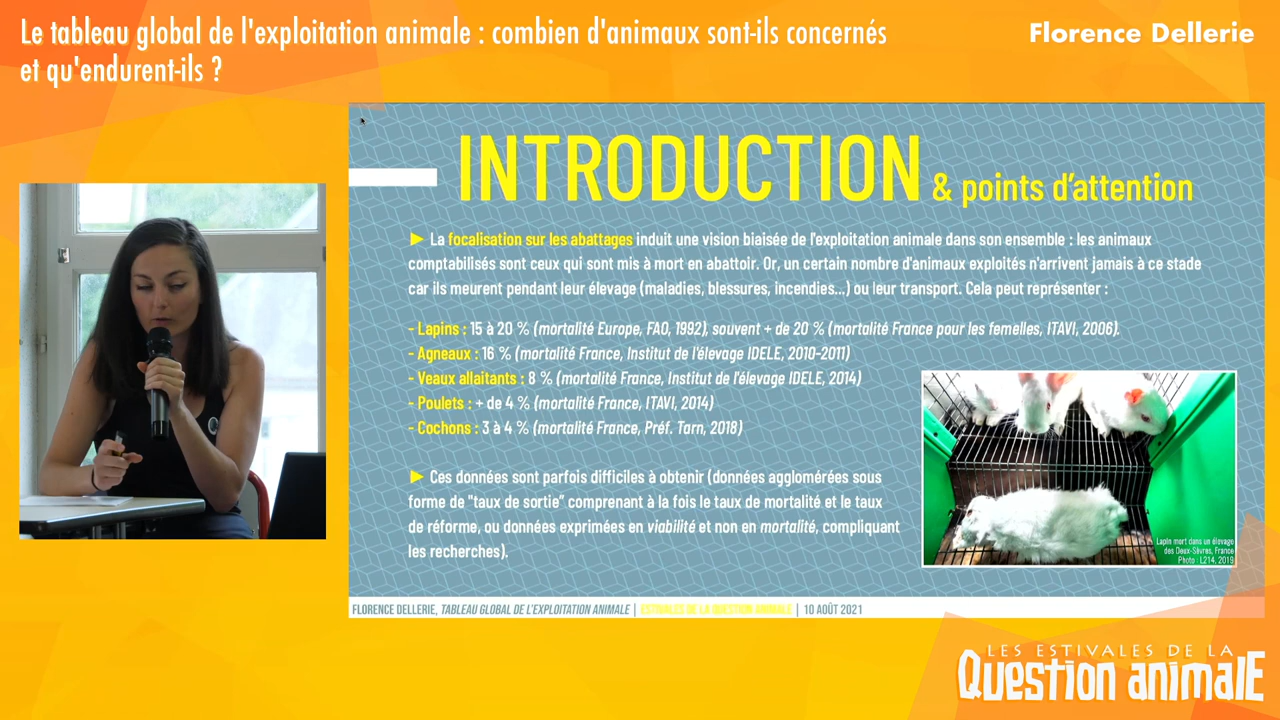 Le tableau global de l'exploitation animale : combien d'animaux sont-ils concernés
et qu'endurent-ils ?
Florence Dellerie
INTRODUCTION & points d'attention
► La focalisation sur les abattages induit une vision biaisée de l'exploitation animale dans son ensemble : les animaux
comptabilisés sont ceux qui sont mis à mort en abattoir. Or, un certain nombre d'animaux exploités n'arrivent jamais à ce stade
car ils meurent pendant leur élevage (maladies, blessures, incendies...) ou leur transport. Cela peut représenter :
- Lapins : 15 à 20 % (mortalité Europe, FAO, 1992), souvent + de 20 % (mortalité France pour les femelles, ITAVI, 2006).
- Agneaux : 16 % (mortalité France, Institut de l'élevage IDELE, 2010-2011)
- Veaux allaitants : 8 % (mortalité France, Institut de l'élevage IDELE, 2014)
- Poulets : + de 4 % (mortalité France, ITAVI, 2014)
- Cochons : 3 à 4 % (mortalité France, Préf. Tarn, 2018)
► Ces données sont parfois difficiles à obtenir (données agglomérées sous
forme de "taux de sortie" comprenant à la fois le taux de mortalité et le taux
de réforme, ou données exprimées en viabilité et non en mortalité, compliquant
les recherches).
Lapin mort dans un élevage
des Deux-Sèvres, France
Photo : L214, 2019
FLORENCE DELLERIE, TABLEAU GLOBAL DE L'EXPLOITATION ANIMALE | ESTIVALES DE LA QUESTION ANIMALE | 10 AOÛT 2021
LES ESTIVALES DE LA
QUESTION ANIMALE